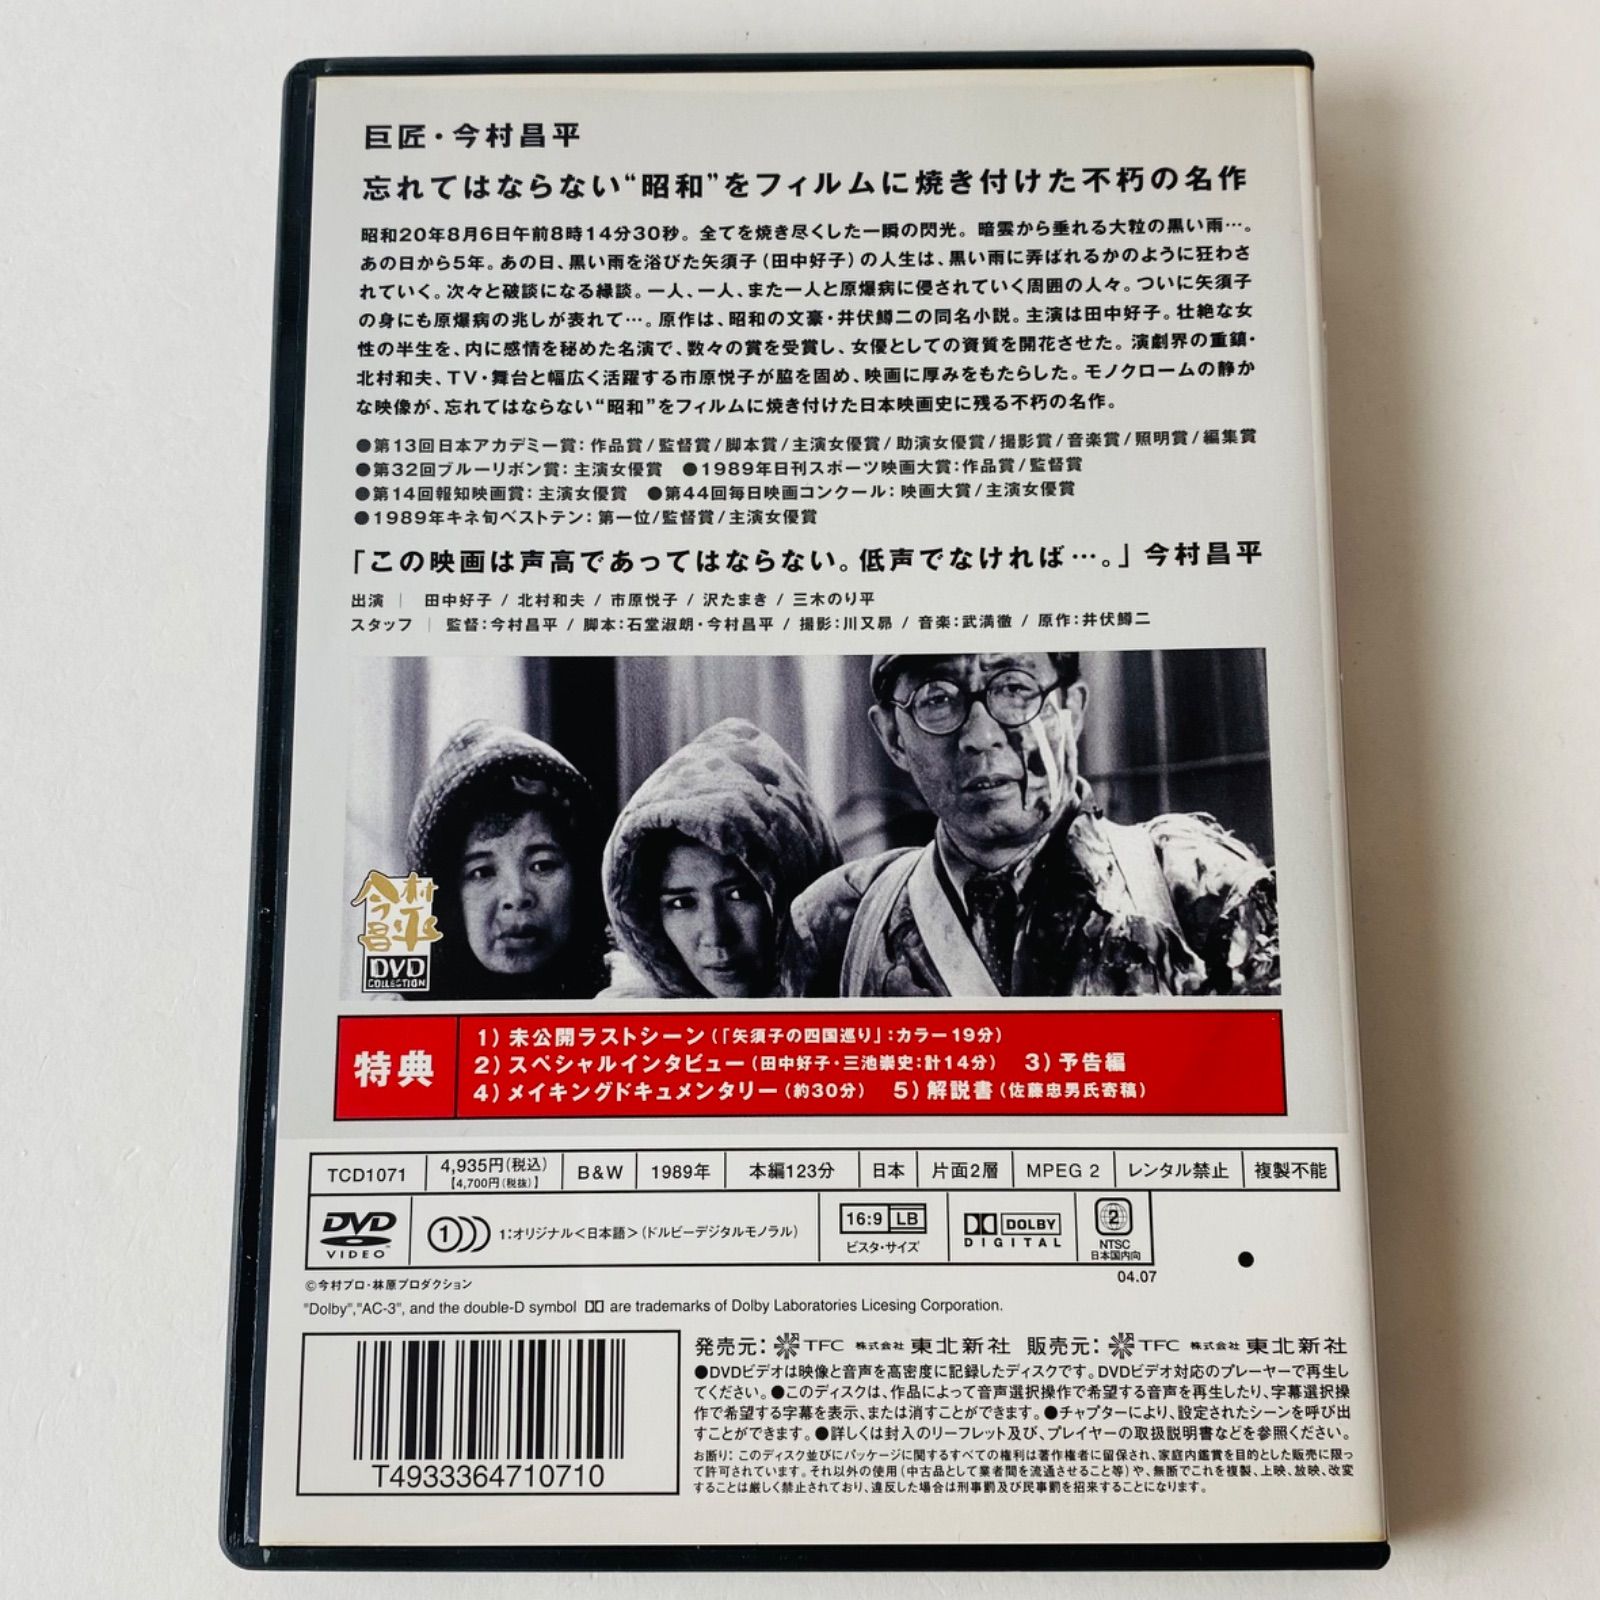 巨匠・今村昌平
忘れてはならない“昭和”をフィルムに焼き付けた不朽の名作
昭和20年8月6日午前8時14分30秒。全てを焼き尽くした一瞬の閃光。暗雲から垂れる大粒の黒い雨…。
あの日から5年。あの日、黒い雨を浴びた矢須子(田中好子)の人生は、黒い雨に弄ばれるかのように狂わさ
れていく。次々と破談になる縁談。一人、一人、また一人と原爆病に侵されていく周囲の人々。ついに矢須子
の身にも原爆病の兆しが表れて…。原作は、昭和の文豪・井伏鱒二の同名小説。主演は田中好子。壮絶な女
性の半生を、内に感情を秘めた名演で、数々の賞を受賞し、女優としての資質を開花させた。演劇界の重鎮・
北村和夫、TV・舞台と幅広く活躍する市原悦子が脇を固め、映画に厚みをもたらした。モノクロームの静か
な映像が、忘れてはならない“昭和”をフィルムに焼き付けた日本映画史に残る不朽の名作。
●第13回日本アカデミー賞：作品賞/監督賞/脚本賞/主演女優賞/助演女優賞/撮影賞/音楽賞/照明賞/編集賞
●第32回ブルーリボン賞：主演女優賞 ●1989年日刊スポーツ映画大賞：作品賞/監督賞
●第14回報知映画賞：主演女優賞 ●第44回毎日映画コンクール：映画大賞/主演女優賞
●1989年キネ旬ベストテン：第一位/監督賞/主演女優賞
「この映画は声高であってはならない。低声でなければ…。」今村昌平
出演 | 田中好子 / 北村和夫 / 市原悦子 / 沢たまき / 三木のり平
スタッフ | 監督：今村昌平 / 脚本：石堂淑朗・今村昌平 / 撮影：川又昻 / 音楽：武満徹 / 原作：井伏鱒二
今村昌平
DVD
COLLECTION
特典
1) 未公開ラストシーン(「矢須子の四国巡り」：カラー19分)
2) スペシャルインタビュー(田中好子・三池崇史：計14分) 3) 予告編
4) メイキングドキュメンタリー(約30分) 5) 解説書(佐藤忠男氏寄稿)
TCD1071 4,935円(税込) 【4,700円(税抜)】 B&W 1989年 本編123分 日本 片面2層 MPEG 2 レンタル禁止 複製不能
DVD VIDEO 1 1：オリジナル<日本語>(ドルビーデジタルモノラル) 16:9 LB ビスタ・サイズ DOLBY DIGITAL 2 NTSC 日本国内向
04.07
©今村プロ・林原プロダクション
"Dolby","AC-3", and the double-D symbol are trademarks of Dolby Laboratories Licesing Corporation.
T4933364710710
発売元：TFC 株式会社 東北新社 販売元：TFC 株式会社 東北新社
●DVDビデオは映像と音声を高密度に記録したディスクです。DVDビデオ対応のプレーヤーで再生し
てください。●このディスクは、作品によって音声選択操作で希望する音声を再生したり、字幕選択操
作で希望する字幕を表示、または消すことができます。●チャプターにより、設定されたシーンを呼び出
すことができます。●詳しくは封入のリーフレット及び、プレイヤーの取扱説明書などを参照ください。
お断り：このディスク並びにパッケージに関するすべての権利は著作権者に留保され、家庭内鑑賞を目的とした販売に限っ
て許可されています。それ以外の使用(中古品として業者間を流通させること等)や、無断でこれを複製、上映、放映、改変
することは厳しく禁止されており、違反した場合は刑事罰及び民事罰を招来することになります。